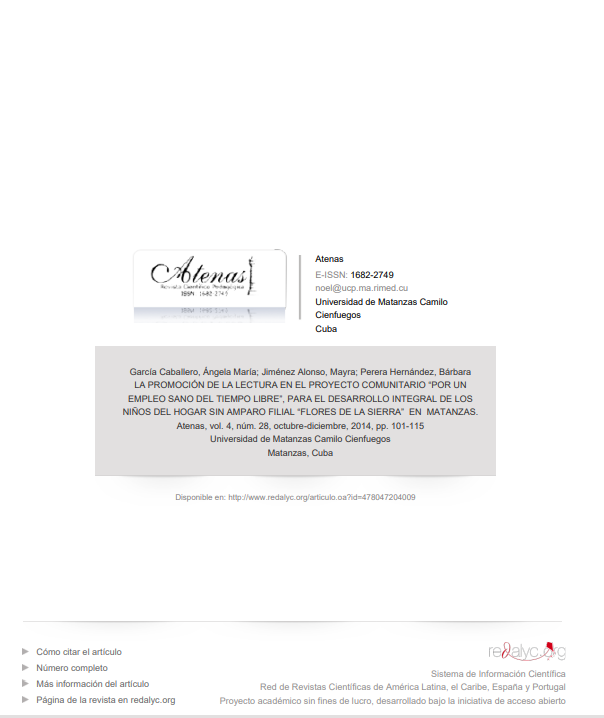 Atenas
Revista Científico Pedagógica
ISSN 1682-2749
Atenas
E-ISSN: 1682-2749
noel@ucp.ma.rimed.cu
Universidad de Matanzas Camilo
Cienfuegos
Cuba
García Caballero, Ángela María; Jiménez Alonso, Mayra; Perera Hernández, Bárbara
LA PROMOCIÓN DE LA LECTURA EN EL PROYECTO COMUNITARIO “POR UN
EMPLEO SANO DEL TIEMPO LIBRE”, PARA EL DESARROLLO INTEGRAL DE LOS
NIÑOS DEL HOGAR SIN AMPARO FILIAL “FLORES DE LA SIERRA” EN MATANZAS.
Atenas, vol. 4, núm. 28, octubre-diciembre, 2014, pp. 101-115
Universidad de Matanzas Camilo Cienfuegos
Matanzas, Cuba
Disponible en: http://www.redalyc.org/articulo.oa?id=478047204009
Cómo citar el artículo
Número completo
Más información del artículo
Página de la revista en redalyc.org
redalyc.org
Sistema de Información Científica
Red de Revistas Científicas de América Latina, el Caribe, España y Portugal
Proyecto académico sin fines de lucro, desarrollado bajo la iniciativa de acceso abierto